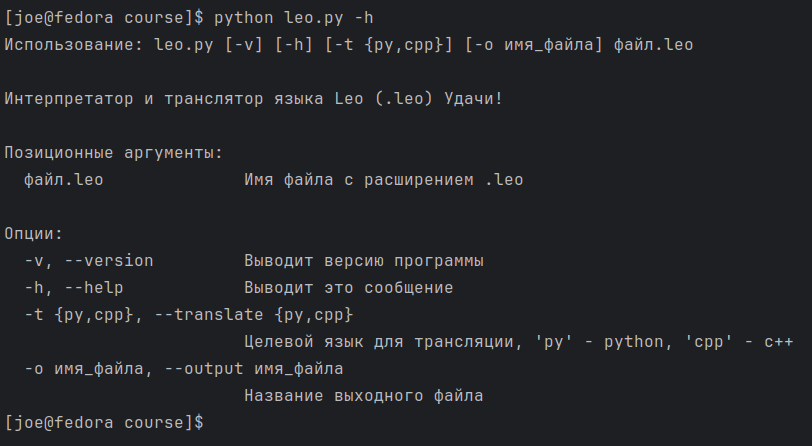 [joe@fedora course]$ python leo.py -h
Использование: leo.py [-v] [-h] [-t {py,cpp}] [-o имя_файла] файл.leo
Интерпретатор и транслятор языка Leo (.leo) Удачи!
Позиционные аргументы:
  файл.leo              Имя файла с расширением .leo
Опции:
  -v, --version         Выводит версию программы
  -h, --help            Выводит это сообщение
  -t {py,cpp}, --translate {py,cpp}
                        Целевой язык для трансляции, 'py' - python, 'cpp' - c++
  -o имя_файла, --output имя_файла
                        Название выходного файла
[joe@fedora course]$